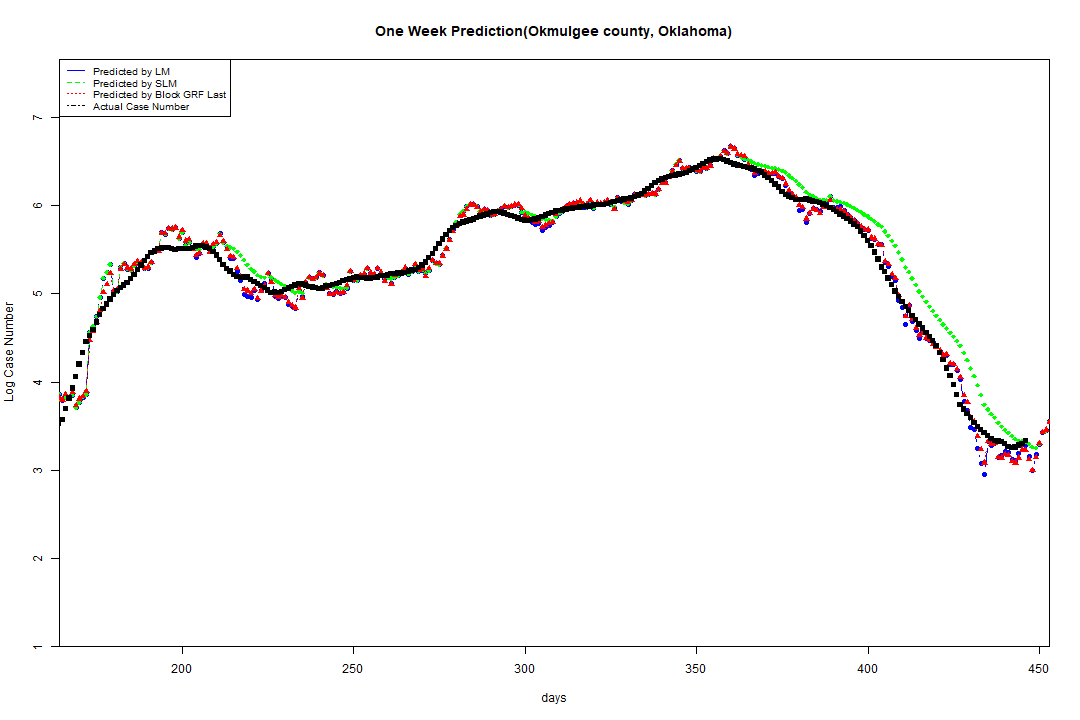 One Week Prediction(Okmulgee county, Oklahoma)
Predicted by LM
Predicted by SLM
Predicted by Block GRF Last
Actual Case Number
7
6
5
4
3
2
1
Log Case Number
200 250 300 350 400 450
days